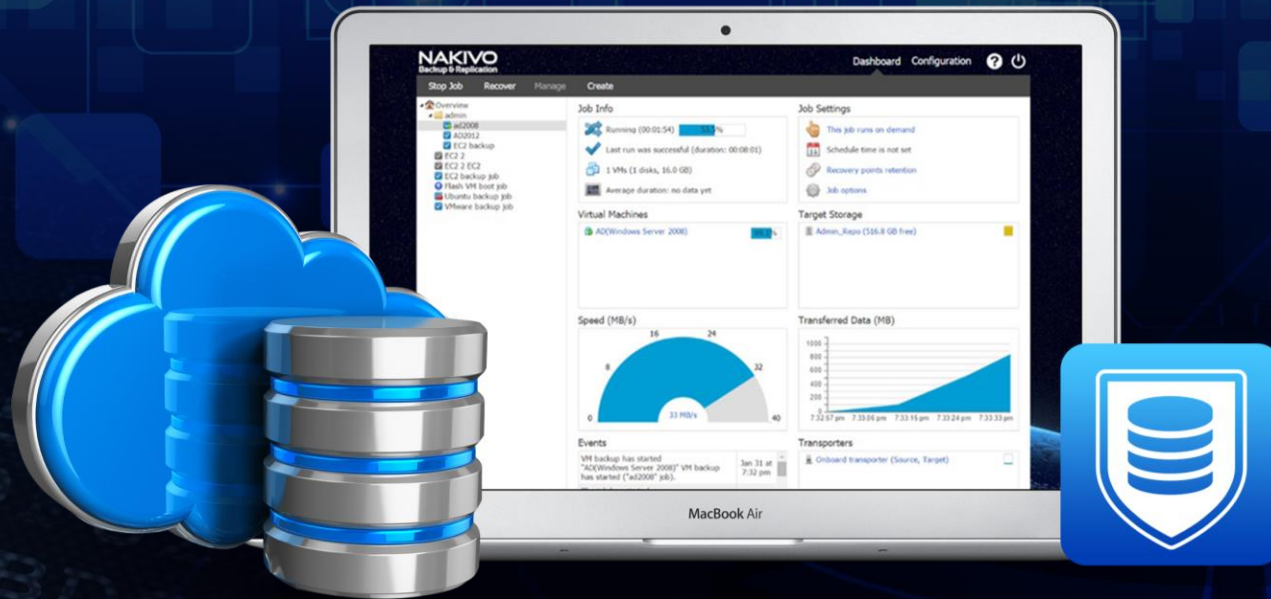 NAKIVO
Backup & Replication
Dashboard Configuration ?
Stop Job Recover Manage Create
Overview
admin
ad2008
AD2012
EC2 backup
EC2 2
EC2 2 EC2
EC2 backup job
Flash VM boot job
Ubuntu backup job
VMware backup job
Job Info
Running (00:01:54)
Last run was successful (duration: 00:08:01)
1 VMs (1 disks, 16.0 GB)
Average duration: no data yet
Job Settings
This job runs on demand
Schedule time is not set
Recovery points retention
Job options
Virtual Machines
AD(Windows Server 2008)
Target Storage
Admin_Repo (516.8 GB free)
Speed (MB/s)
0 8 16 24 32 40
33 MB/s
Transferred Data (MB)
1000
800
600
400
200
0
7:32:57 pm 7:33:06 pm 7:33:15 pm 7:33:24 pm 7:33:33 pm
Events
VM backup has started
"AD(Windows Server 2008)" VM backup
has started ("ad2008" job).
Jan 31 at
7:32 pm
Transporters
Onboard transporter (Source, Target)
MacBook Air